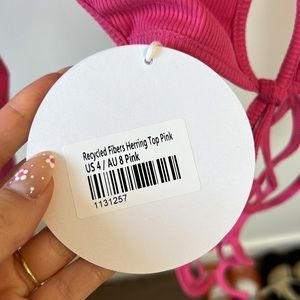 Recycled Fibers Herring Top Pink
US 4 / AU 8 Pink
1131257